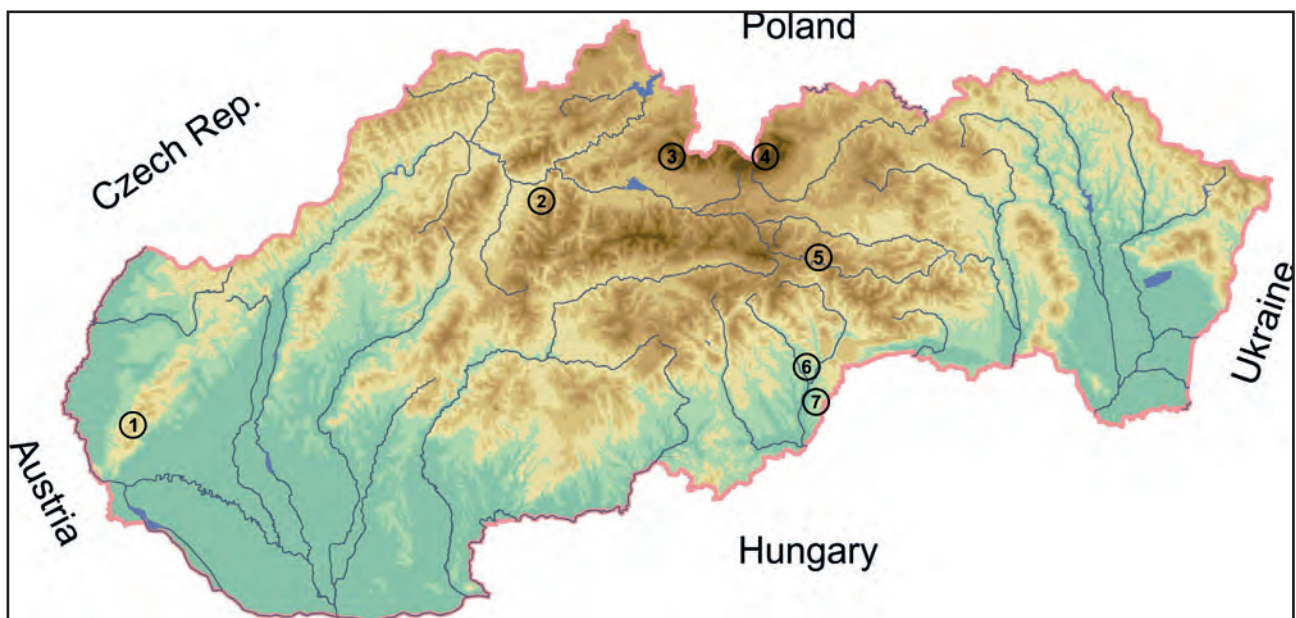 Poland
Czech Rep.
3
4
2
5
Ukraine
6
7
1
Austria
Hungary